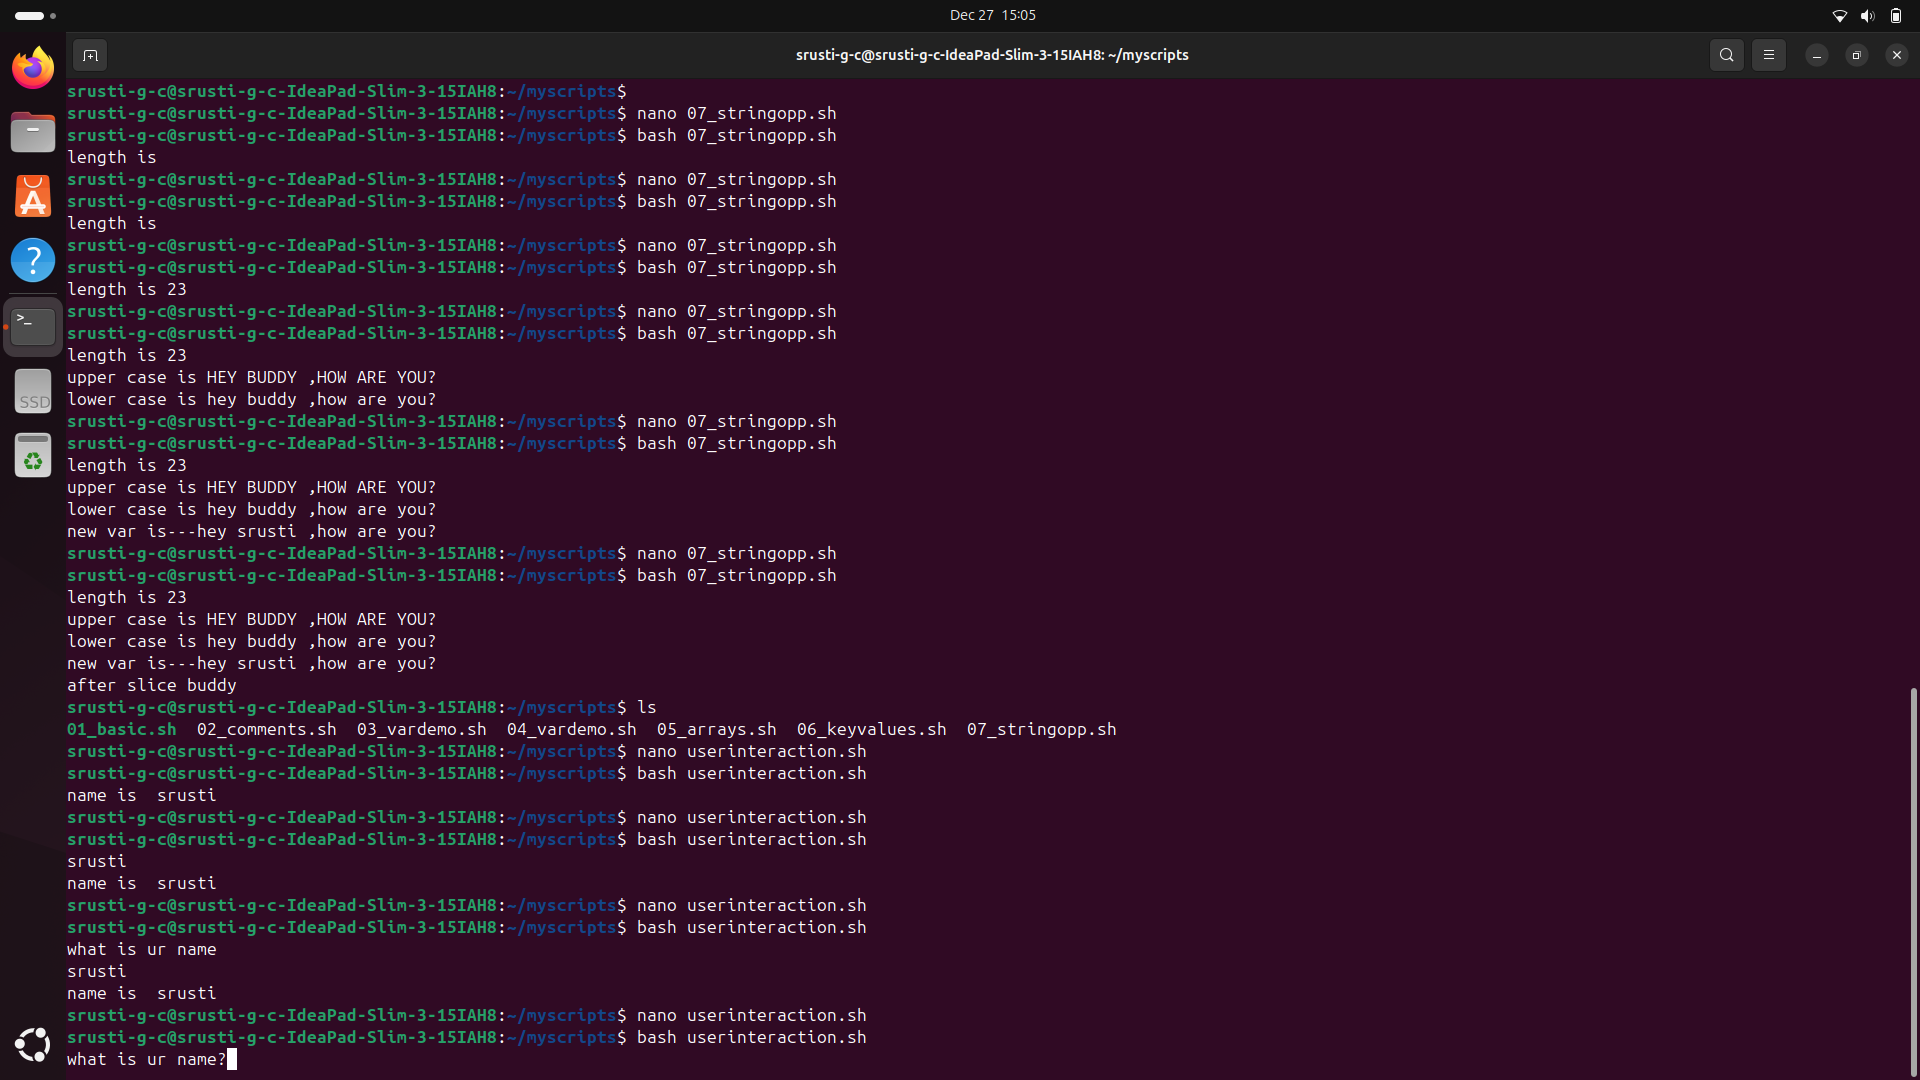 Dec 27 15:05
srusti-g-c@srusti-g-c-IdeaPad-Slim-3-15IAH8: ~/myscripts
srusti-g-c@srusti-g-c-IdeaPad-Slim-3-15IAH8:~/myscripts$
srusti-g-c@srusti-g-c-IdeaPad-Slim-3-15IAH8:~/myscripts$ nano 07_stringopp.sh
srusti-g-c@srusti-g-c-IdeaPad-Slim-3-15IAH8:~/myscripts$ bash 07_stringopp.sh
length is
srusti-g-c@srusti-g-c-IdeaPad-Slim-3-15IAH8:~/myscripts$ nano 07_stringopp.sh
srusti-g-c@srusti-g-c-IdeaPad-Slim-3-15IAH8:~/myscripts$ bash 07_stringopp.sh
length is
srusti-g-c@srusti-g-c-IdeaPad-Slim-3-15IAH8:~/myscripts$ nano 07_stringopp.sh
srusti-g-c@srusti-g-c-IdeaPad-Slim-3-15IAH8:~/myscripts$ bash 07_stringopp.sh
length is 23
srusti-g-c@srusti-g-c-IdeaPad-Slim-3-15IAH8:~/myscripts$ nano 07_stringopp.sh
srusti-g-c@srusti-g-c-IdeaPad-Slim-3-15IAH8:~/myscripts$ bash 07_stringopp.sh
length is 23
upper case is HEY BUDDY ,HOW ARE YOU?
lower case is hey buddy ,how are you?
srusti-g-c@srusti-g-c-IdeaPad-Slim-3-15IAH8:~/myscripts$ nano 07_stringopp.sh
srusti-g-c@srusti-g-c-IdeaPad-Slim-3-15IAH8:~/myscripts$ bash 07_stringopp.sh
length is 23
upper case is HEY BUDDY ,HOW ARE YOU?
lower case is hey buddy ,how are you?
new var is---hey srusti ,how are you?
srusti-g-c@srusti-g-c-IdeaPad-Slim-3-15IAH8:~/myscripts$ nano 07_stringopp.sh
srusti-g-c@srusti-g-c-IdeaPad-Slim-3-15IAH8:~/myscripts$ bash 07_stringopp.sh
length is 23
upper case is HEY BUDDY ,HOW ARE YOU?
lower case is hey buddy ,how are you?
new var is---hey srusti ,how are you?
after slice buddy
srusti-g-c@srusti-g-c-IdeaPad-Slim-3-15IAH8:~/myscripts$ ls
01_basic.sh  02_comments.sh  03_vardemo.sh  04_vardemo.sh  05_arrays.sh  06_keyvalues.sh  07_stringopp.sh
srusti-g-c@srusti-g-c-IdeaPad-Slim-3-15IAH8:~/myscripts$ nano userinteraction.sh
srusti-g-c@srusti-g-c-IdeaPad-Slim-3-15IAH8:~/myscripts$ bash userinteraction.sh
name is  srusti
srusti-g-c@srusti-g-c-IdeaPad-Slim-3-15IAH8:~/myscripts$ nano userinteraction.sh
srusti-g-c@srusti-g-c-IdeaPad-Slim-3-15IAH8:~/myscripts$ bash userinteraction.sh
srusti
name is  srusti
srusti-g-c@srusti-g-c-IdeaPad-Slim-3-15IAH8:~/myscripts$ nano userinteraction.sh
srusti-g-c@srusti-g-c-IdeaPad-Slim-3-15IAH8:~/myscripts$ bash userinteraction.sh
what is ur name
srusti
name is  srusti
srusti-g-c@srusti-g-c-IdeaPad-Slim-3-15IAH8:~/myscripts$ nano userinteraction.sh
srusti-g-c@srusti-g-c-IdeaPad-Slim-3-15IAH8:~/myscripts$ bash userinteraction.sh
what is ur name?
>_
SSD